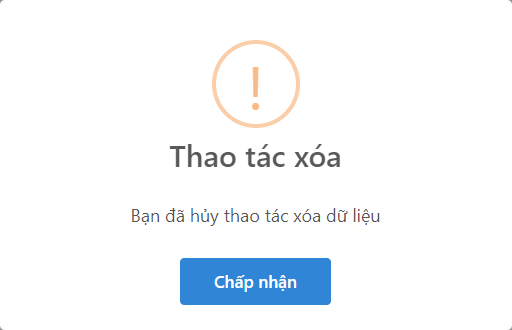 Thao tác xóa
Bạn đã hủy thao tác xóa dữ liệu
Chấp nhận